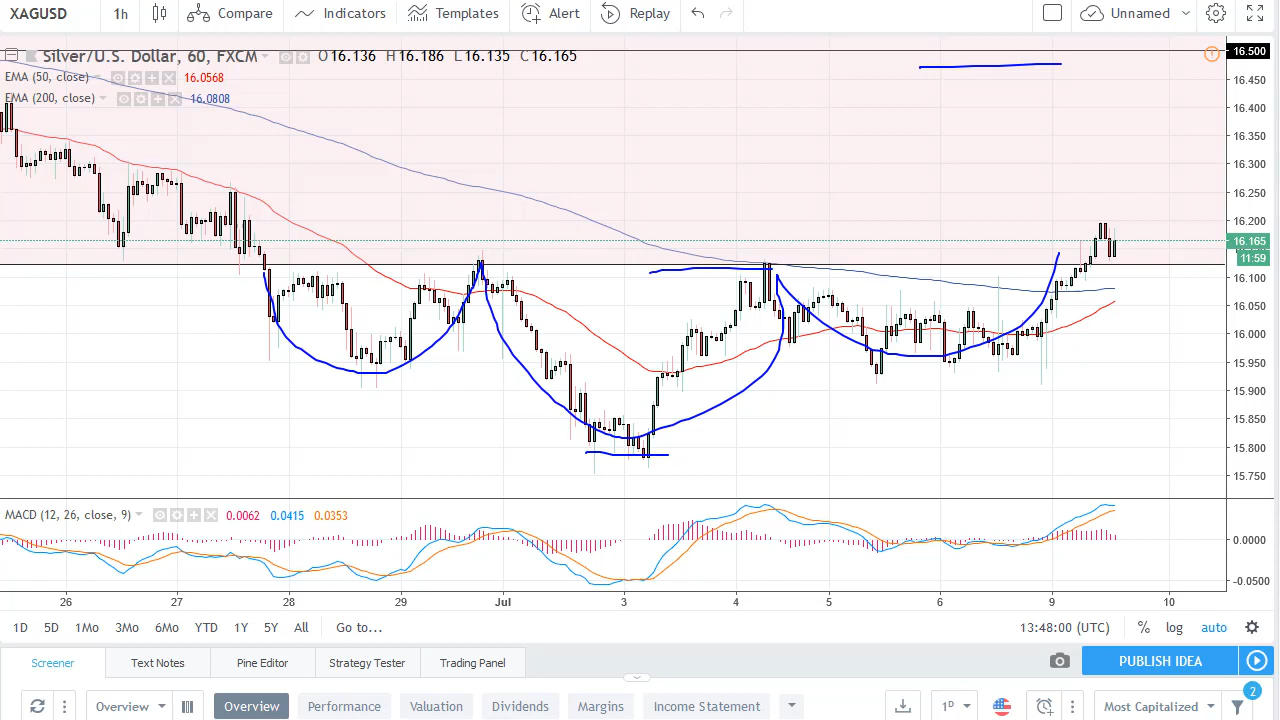 XAGUSD 1h Compare Indicators Templates Alert Replay Unnamed
Silver/U.S. Dollar, 60, FXCM O16.136 H16.186 L16.135 C16.165
EMA (50, close) 16.0568
EMA (200, close) 16.0808
16.500
16.450
16.400
16.350
16.300
16.250
16.200
16.165
11:59
16.100
16.050
16.000
15.950
15.900
15.850
15.800
15.750
MACD (12, 26, close, 9) 0.0062 0.0415 0.0353
0.0000
-0.0500
26 27 28 29 Jul 3 4 5 6 9 10
1D 5D 1Mo 3Mo 6Mo YTD 1Y 5Y All Go to... 13:48:00 (UTC) % log auto
Screener Text Notes Pine Editor Strategy Tester Trading Panel PUBLISH IDEA
2
Overview Overview Performance Valuation Dividends Margins Income Statement 1D Most Capitalized